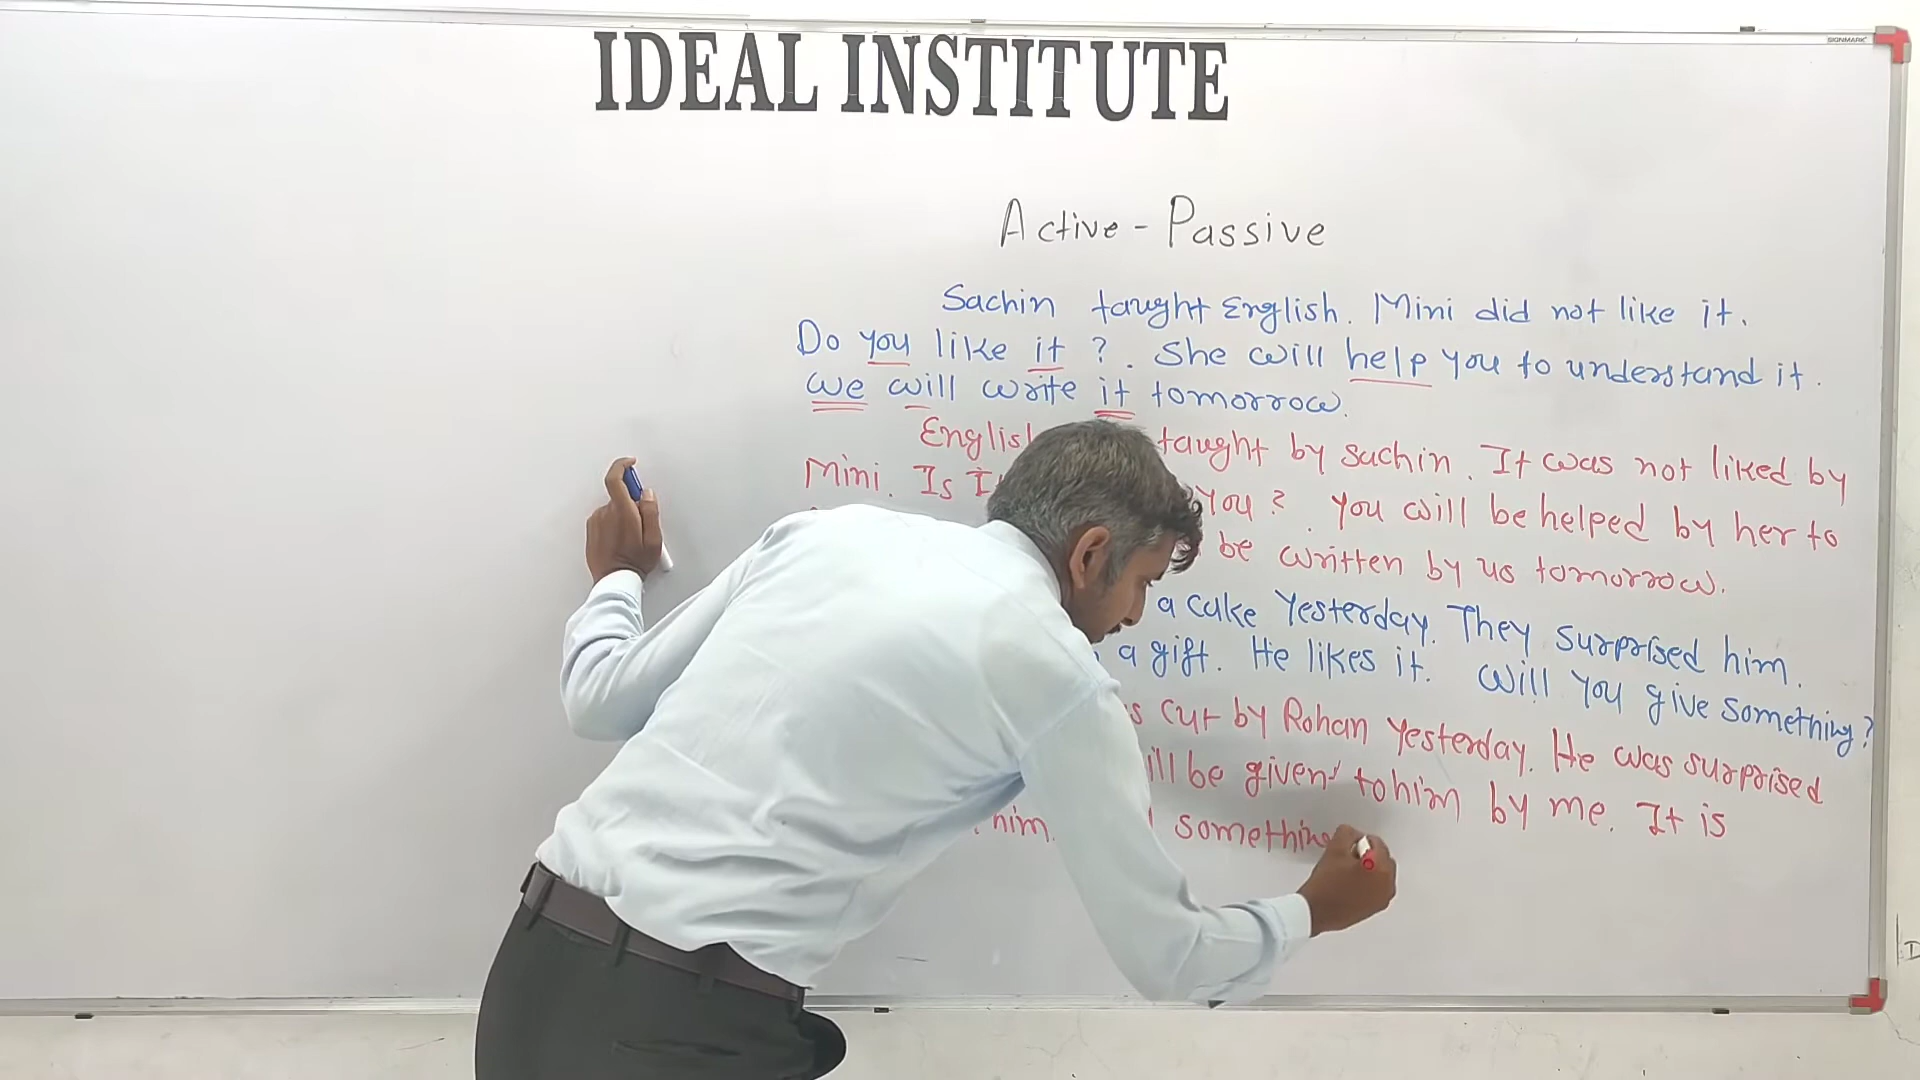 SIGNMARK
IDEAL INSTITUTE
Active - Passive
Sachin taught English. Mini did not like it.
Do you like it ?. She will help you to understand it.
we will write it tomorrow.
taught by sachin. It was not liked by
Mini. Is It you ? you will be helped by her to
be written by us tomorrow.
a cake Yesterday. They surprised him.
a gift. He likes it. Will you give something?
cut by Rohan yesterday. He was surprised
be given to him by me. It is
him. something